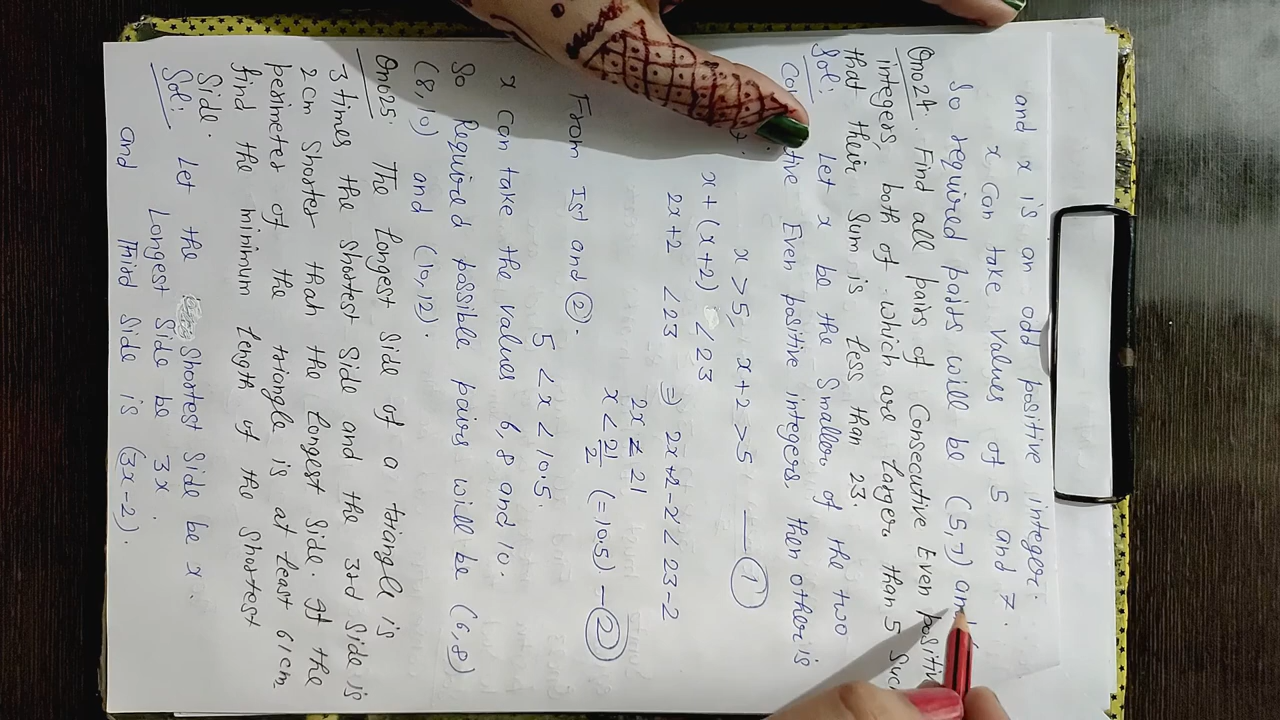 and x is an odd positive integer.
x can take values of 5 and 7.
So required pairs will be (5,7) an
Qno24. Find all pairs of Consecutive Even positiv
integers, both of which are larger than 5 suc
that their Sum is less than 23.
Sol: Let x be the Smaller of the two
Con tive Even positive integers then other is
x > 5, x+2 > 5 — ①
x+(x+2) < 23
2x+2 < 23 ⇒ 2x+2-2 < 23-2
2x < 21
x < 21/2 (=10.5) — ②
From Ist and ②.
5 < x < 10.5.
x Can take the values 6, 8 and 10.
So Required possible pairs will be (6,8)
(8,10) and (10,12).
Qno25. The Longest Side of a triangle is
3 times the shortest Side and the 3rd Side is
2cm Shorter than the Longest Side. If the
perimeter of the triangle is at least 61cm
find the minimum length of the Shortest
Side.
Sol: Let the Shortest Side be x.
Longest Side be 3x
and Third Side is (3x-2).